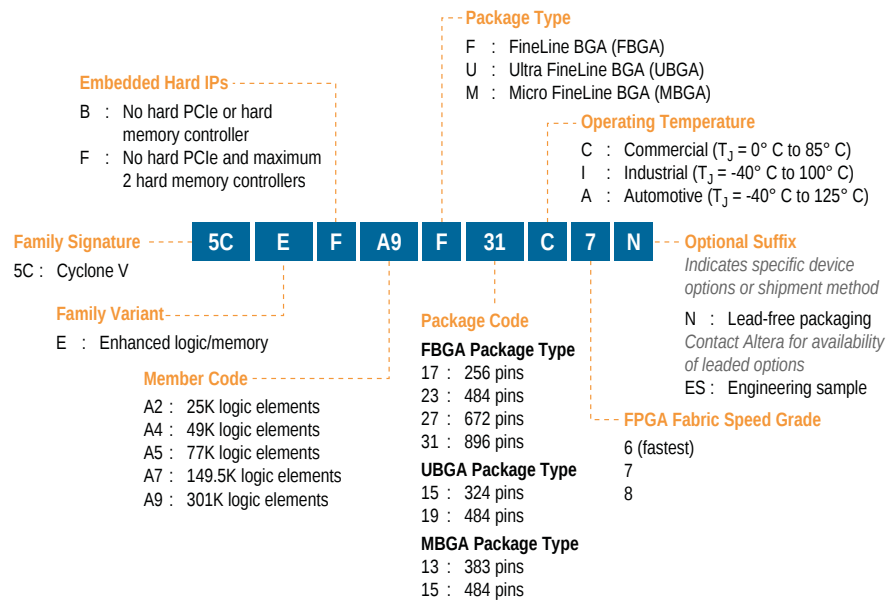 Package Type
F : FineLine BGA (FBGA)
U : Ultra FineLine BGA (UBGA)
M : Micro FineLine BGA (MBGA)
Embedded Hard IPs
B : No hard PCIe or hard
memory controller
F : No hard PCIe and maximum
2 hard memory controllers
Operating Temperature
C : Commercial (TJ = 0° C to 85° C)
I : Industrial (TJ = -40° C to 100° C)
A : Automotive (TJ = -40° C to 125° C)
Family Signature
5C : Cyclone V
5C E F A9 F 31 C 7 N
Optional Suffix
Indicates specific device
options or shipment method
N : Lead-free packaging
Contact Altera for availability
of leaded options
ES : Engineering sample
Family Variant
E : Enhanced logic/memory
Member Code
A2 : 25K logic elements
A4 : 49K logic elements
A5 : 77K logic elements
A7 : 149.5K logic elements
A9 : 301K logic elements
Package Code
FBGA Package Type
17 : 256 pins
23 : 484 pins
27 : 672 pins
31 : 896 pins
UBGA Package Type
15 : 324 pins
19 : 484 pins
MBGA Package Type
13 : 383 pins
15 : 484 pins
FPGA Fabric Speed Grade
6 (fastest)
7
8